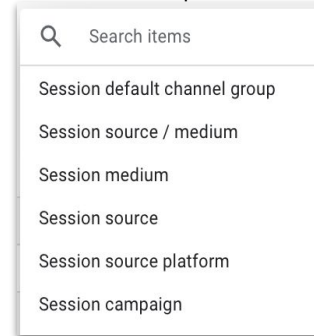 Search items
Session default channel group
Session source / medium
Session medium
Session source
Session source platform
Session campaign